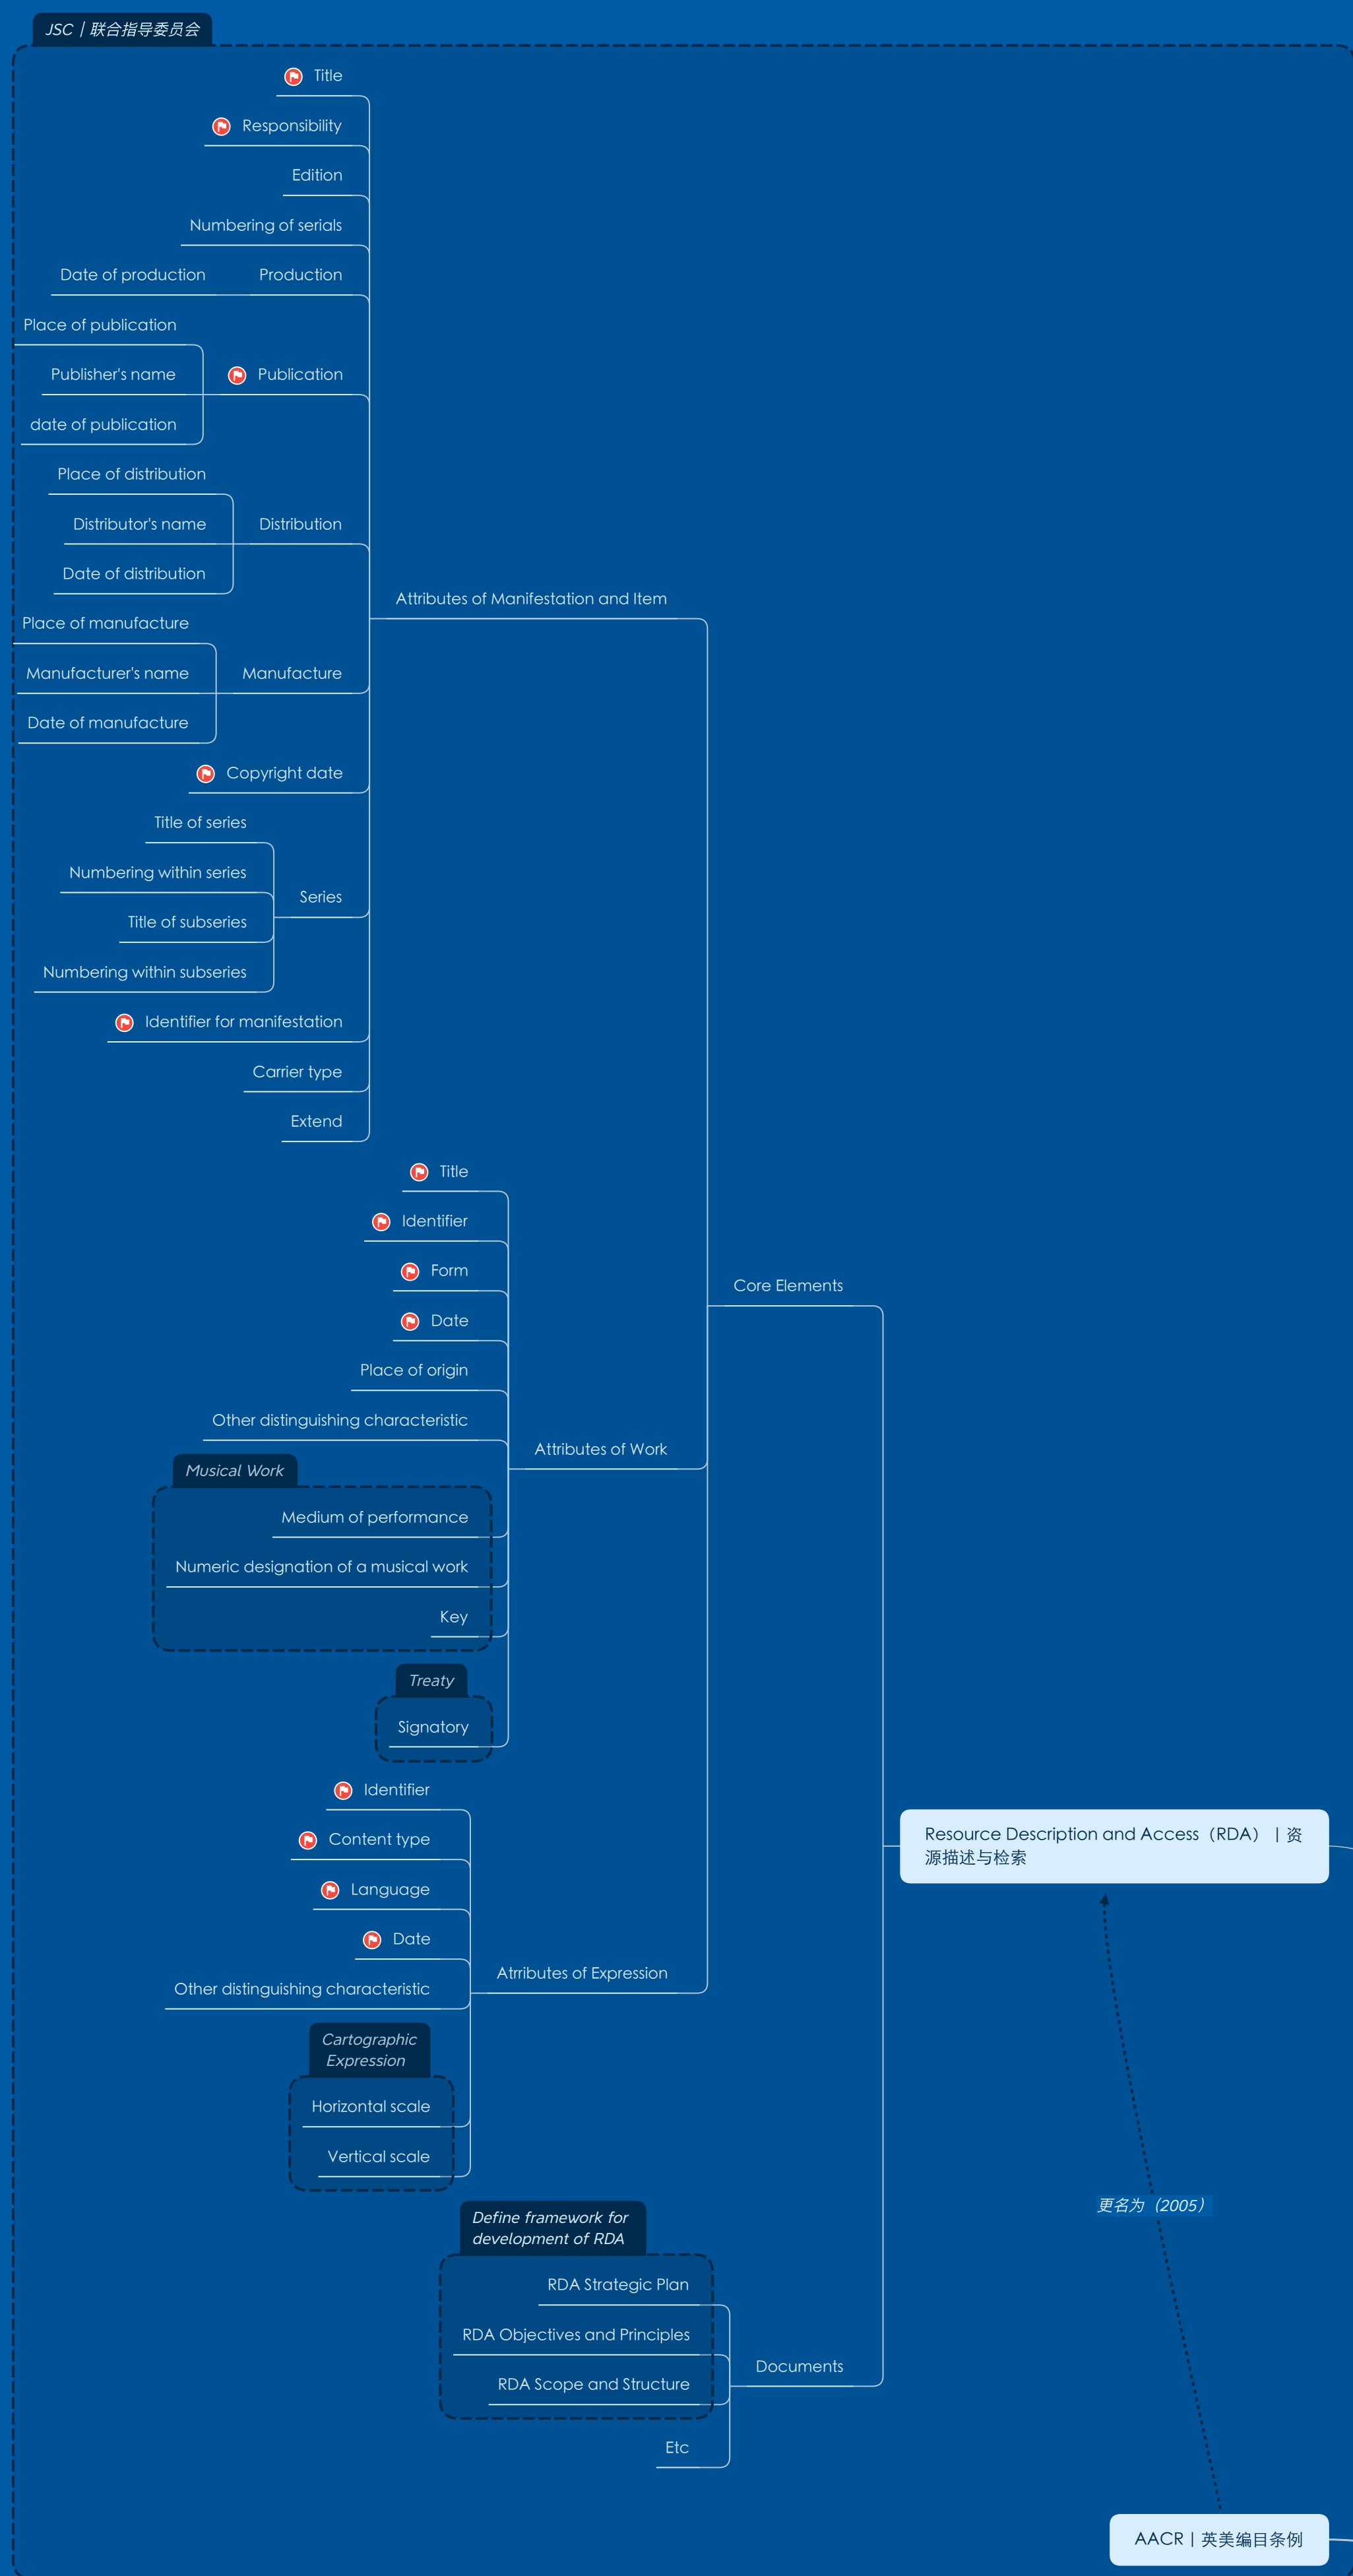 JSC | 联合指导委员会
Title
Responsibility
Edition
Numbering of serials
Date of production
Production
Place of publication
Publisher's name
Publication
date of publication
Place of distribution
Distributor's name
Distribution
Date of distribution
Attributes of Manifestation and Item
Place of manufacture
Manufacturer's name
Manufacture
Date of manufacture
Copyright date
Title of series
Numbering within series
Series
Title of subseries
Numbering within subseries
Identifier for manifestation
Carrier type
Extend
Title
Identifier
Form
Core Elements
Date
Place of origin
Other distinguishing characteristic
Attributes of Work
Musical Work
Medium of performance
Numeric designation of a musical work
Key
Treaty
Signatory
Identifier
Content type
Resource Description and Access（RDA） | 资
源描述与检索
Language
Date
Atrributes of Expression
Other distinguishing characteristic
Cartographic
Expression
Horizontal scale
Vertical scale
更名为（2005）
Define framework for
development of RDA
RDA Strategic Plan
RDA Objectives and Principles
Documents
RDA Scope and Structure
Etc
AACR | 英美编目条例